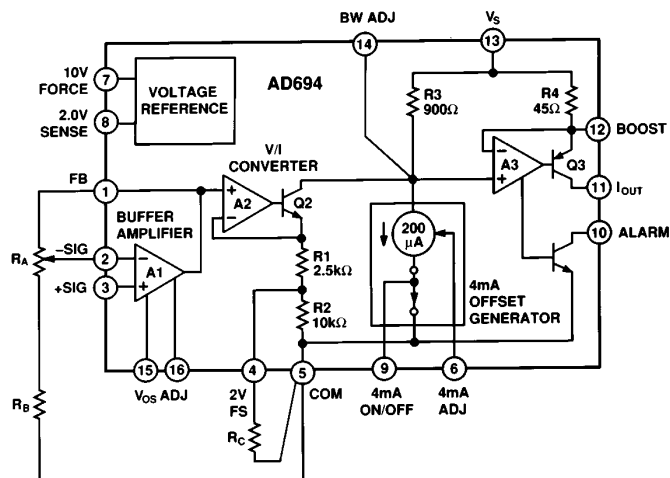 BW ADJ
VS
14
13
10V
FORCE
7
VOLTAGE
REFERENCE
AD694
R3
900Ω
R4
45Ω
2.0V
SENSE
8
12
BOOST
V/I
CONVERTER
A3
Q3
FB
1
A2
Q2
11
IOUT
BUFFER
AMPLIFIER
200
µA
10
ALARM
RA
–SIG
2
A1
R1
2.5kΩ
+SIG
3
4mA
OFFSET
GENERATOR
R2
10kΩ
15
16
4
5
9
6
VOS ADJ
2V
FS
COM
4mA
ON/OFF
4mA
ADJ
RB
RC